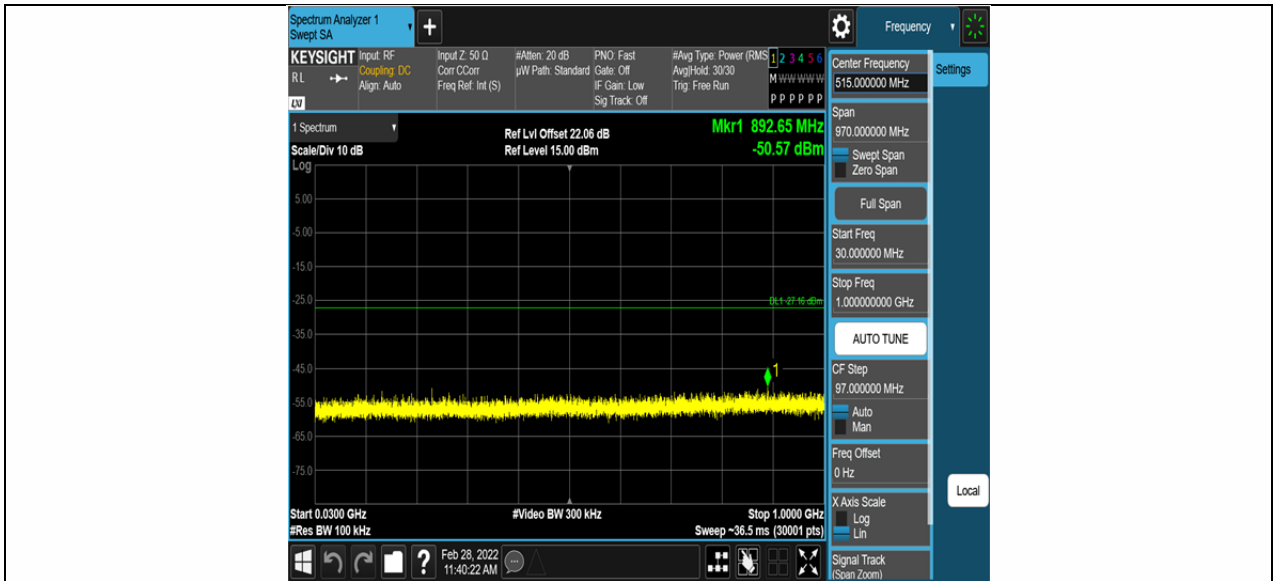 Spectrum Analyzer 1
Swept SA
+
Frequency
KEYSIGHT
RL
LXI
Input: RF
Coupling: DC
Align: Auto
Input Z: 50 Ω
Corr CCorr
Freq Ref: Int (S)
#Atten: 20 dB
µW Path: Standard
PNO: Fast
Gate: Off
IF Gain: Low
Sig Track: Off
#Avg Type: Power (RMS
Avg|Hold: 30/30
Trig: Free Run
1 2 3 4 5 6
M W W W W W
P P P P P P
1 Spectrum
Scale/Div 10 dB
Log
Ref Lvl Offset 22.06 dB
Ref Level 15.00 dBm
Mkr1 892.65 MHz
-50.57 dBm
5.00
-5.00
-15.0
-25.0
DL1 -27.16 dBm
-35.0
-45.0
1
-55.0
-65.0
-75.0
Start 0.0300 GHz
#Res BW 100 kHz
#Video BW 300 kHz
Stop 1.0000 GHz
Sweep ~36.5 ms (30001 pts)
Center Frequency
515.000000 MHz
Settings
Span
970.000000 MHz
Swept Span
Zero Span
Full Span
Start Freq
30.000000 MHz
Stop Freq
1.000000000 GHz
AUTO TUNE
CF Step
97.000000 MHz
Auto
Man
Freq Offset
0 Hz
X Axis Scale
Log
Lin
Local
Signal Track
(Span Zoom)
?
Feb 28, 2022
11:40:22 AM